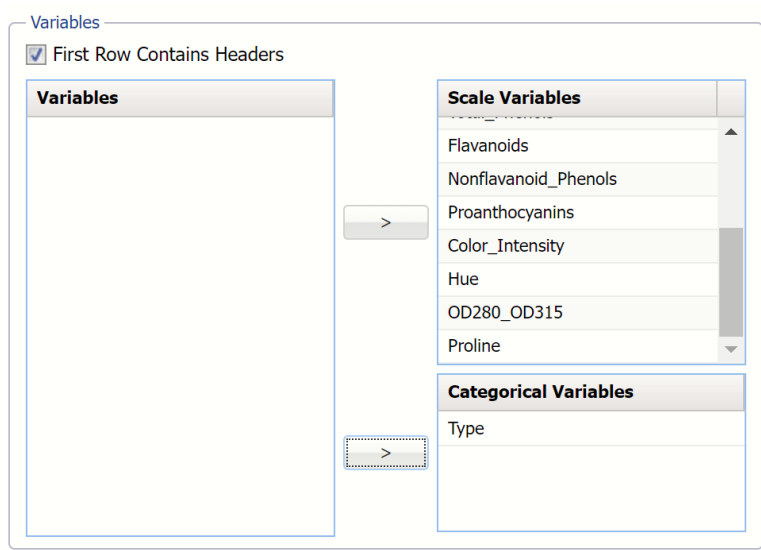 Variables
First Row Contains Headers
Variables
Scale Variables
Flavanoids
Nonflavanoid_Phenols
Proanthocyanins
Color_Intensity
Hue
OD280_OD315
Proline
>
Categorical Variables
Type
>